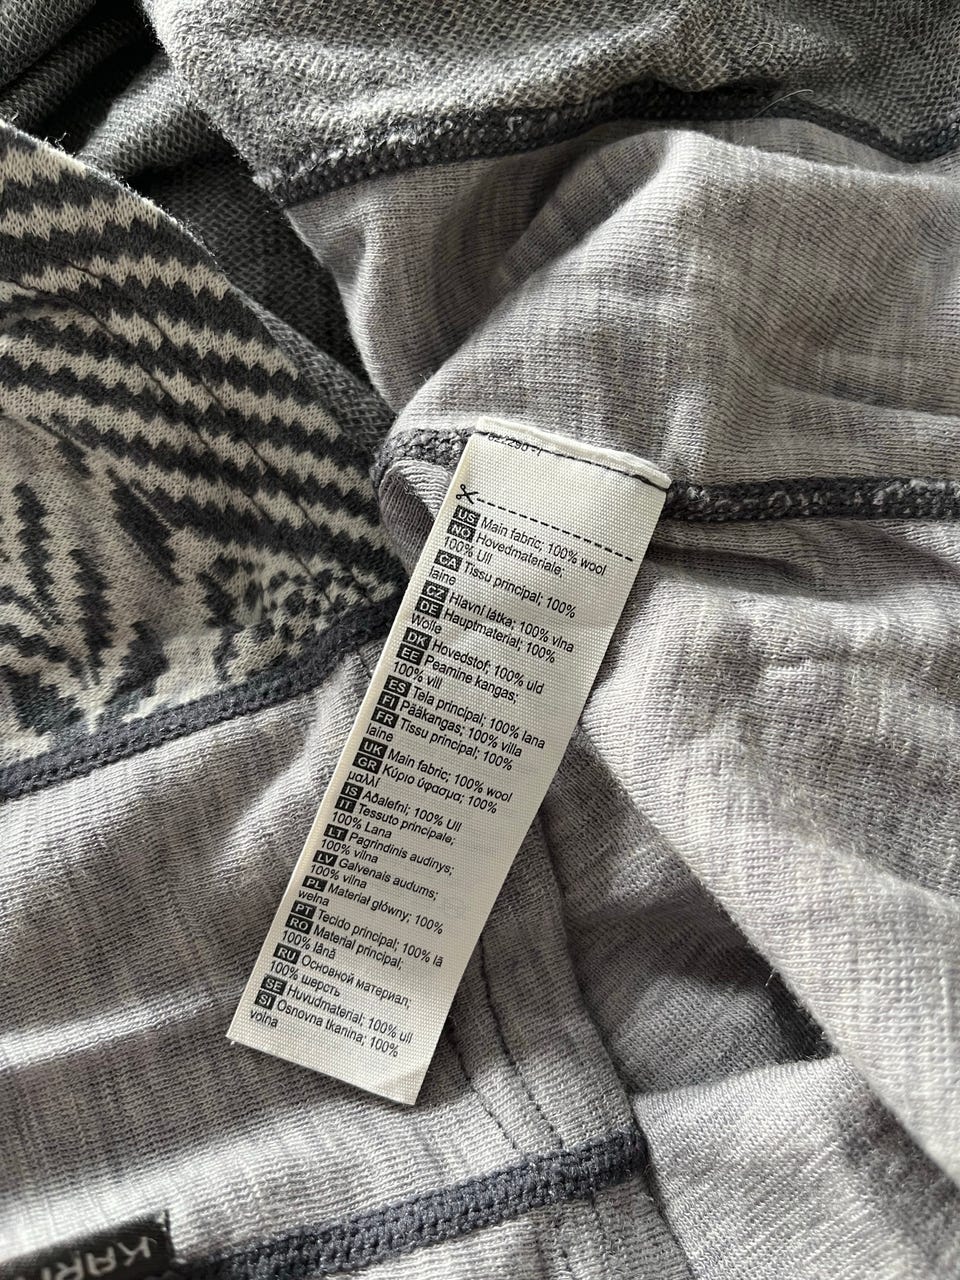 US Main fabric; 100% wool
NO Hovedmateriale;
100% Ull
CA Tissu principal; 100%
laine
CZ Hlavní látka; 100% vlna
DE Hauptmaterial; 100%
Wolle
DK Hovedstof; 100% uld
EE Peamine kangas;
100% vill
ES Tela principal; 100% lana
FI Pääkangas; 100% villa
FR Tissu principal; 100%
laine
UK Main fabric; 100% wool
GR Κύριο ύφασμα; 100%
μαλλί
IS Aðalefni; 100% Ull
IT Tessuto principale;
100% Lana
LT Pagrindinis audinys;
100% vilna
LV Galvenais audums;
100% vilna
PL Materiał główny; 100%
wełna
PT Tecido principal; 100% lã
RO Material principal;
100% lână
RU Основной материал;
100% шерсть
SE Huvudmaterial; 100% ull
SI Osnovna tkanina; 100%
volna